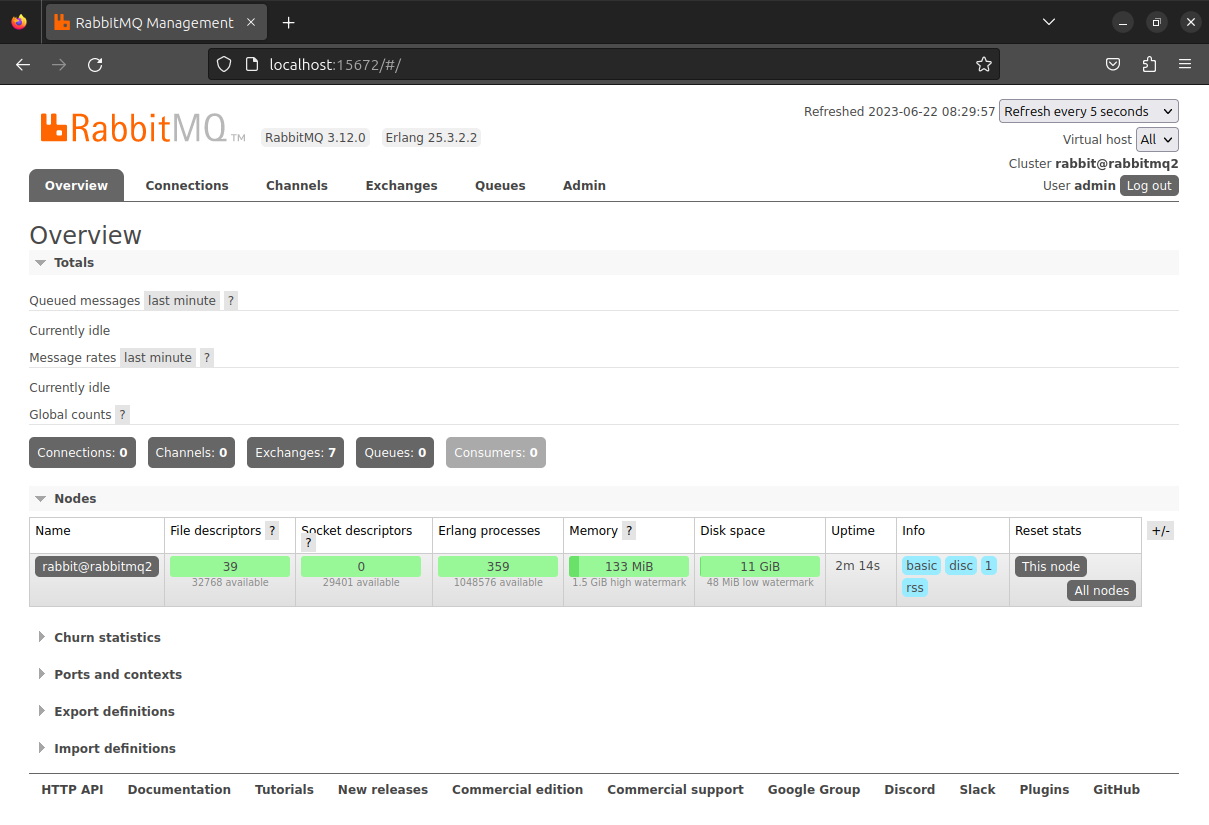 RabbitMQ Management
localhost:15672/#/
RabbitMQ TM
RabbitMQ 3.12.0 Erlang 25.3.2.2
Refreshed 2023-06-22 08:29:57 Refresh every 5 seconds
Virtual host All
Cluster rabbit@rabbitmq2
User admin Log out
Overview Connections Channels Exchanges Queues Admin
Overview
Totals
Queued messages last minute ?
Currently idle
Message rates last minute ?
Currently idle
Global counts ?
Connections: 0 Channels: 0 Exchanges: 7 Queues: 0 Consumers: 0
Nodes
Name File descriptors ? Socket descriptors ? Erlang processes Memory ? Disk space Uptime Info Reset stats +/-
rabbit@rabbitmq2 39 0 359 133 MiB 11 GiB 2m 14s basic disc 1 This node
32768 available 29401 available 1048576 available 1.5 GiB high watermark 48 MiB low watermark rss All nodes
Churn statistics
Ports and contexts
Export definitions
Import definitions
HTTP API Documentation Tutorials New releases Commercial edition Commercial support Google Group Discord Slack Plugins GitHub